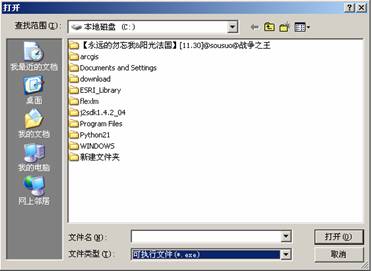 打开
查找范围(I): 本地磁盘 (C:)
我最近的文档
桌面
我的文档
我的电脑
网上邻居
【永远的勿忘我§阳光法国】[11.30]@sousuo@战争之王
arcgis
Documents and Settings
download
ESRI_Library
flexlm
j2sdk1.4.2_04
Program Files
Python21
WINDOWS
新建文件夹
文件名(N): 打开(O)
文件类型(T): 可执行文件(*.exe) 取消